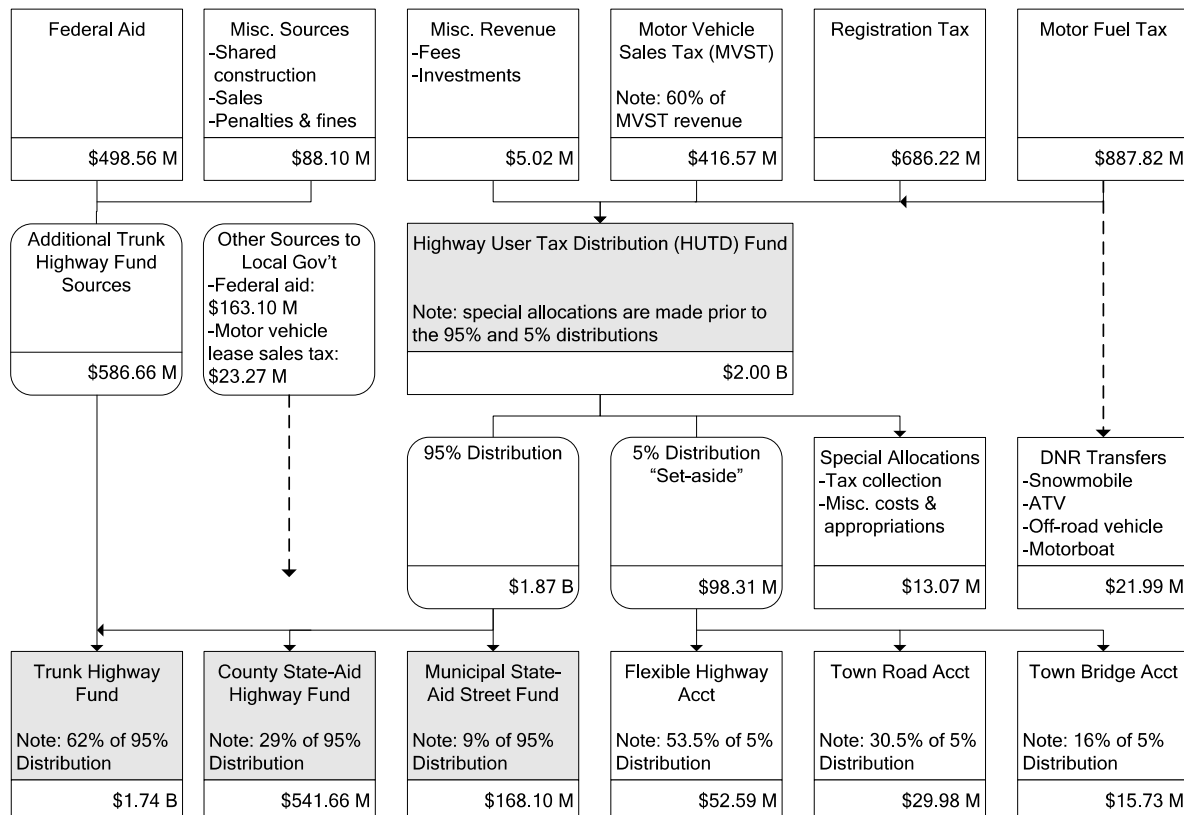 Federal Aid
$498.56 M
Misc. Sources
-Shared
construction
-Sales
-Penalties & fines
$88.10 M
Misc. Revenue
-Fees
-Investments
$5.02 M
Motor Vehicle
Sales Tax (MVST)
Note: 60% of
MVST revenue
$416.57 M
Registration Tax
$686.22 M
Motor Fuel Tax
$887.82 M
Additional Trunk
Highway Fund
Sources
$586.66 M
Other Sources to
Local Gov’t
-Federal aid:
$163.10 M
-Motor vehicle
lease sales tax:
$23.27 M
Highway User Tax Distribution (HUTD) Fund
Note: special allocations are made prior to
the 95% and 5% distributions
$2.00 B
95% Distribution
$1.87 B
5% Distribution
“Set-aside”
$98.31 M
Special Allocations
-Tax collection
-Misc. costs &
appropriations
$13.07 M
DNR Transfers
-Snowmobile
-ATV
-Off-road vehicle
-Motorboat
$21.99 M
Trunk Highway
Fund
Note: 62% of 95%
Distribution
$1.74 B
County State-Aid
Highway Fund
Note: 29% of 95%
Distribution
$541.66 M
Municipal State-
Aid Street Fund
Note: 9% of 95%
Distribution
$168.10 M
Flexible Highway
Acct
Note: 53.5% of 5%
Distribution
$52.59 M
Town Road Acct
Note: 30.5% of 5%
Distribution
$29.98 M
Town Bridge Acct
Note: 16% of 5%
Distribution
$15.73 M